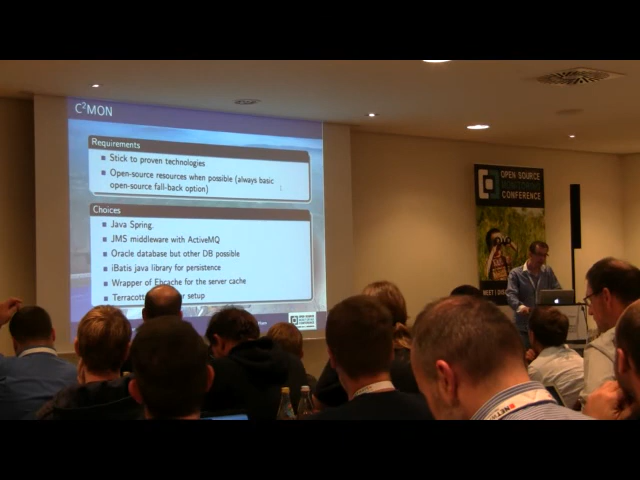 C²MON
Requirements
Stick to proven technologies
Open-source resources when possible (always basic
open-source fall-back option)
Choices
Java Spring.
JMS middleware with ActiveMQ
Oracle database but other DB possible
iBatis java library for persistence
Wrapper of Ehcache for the server cache
setup
OPEN SOURCE
MONITORING
CONFERENCE
MEET